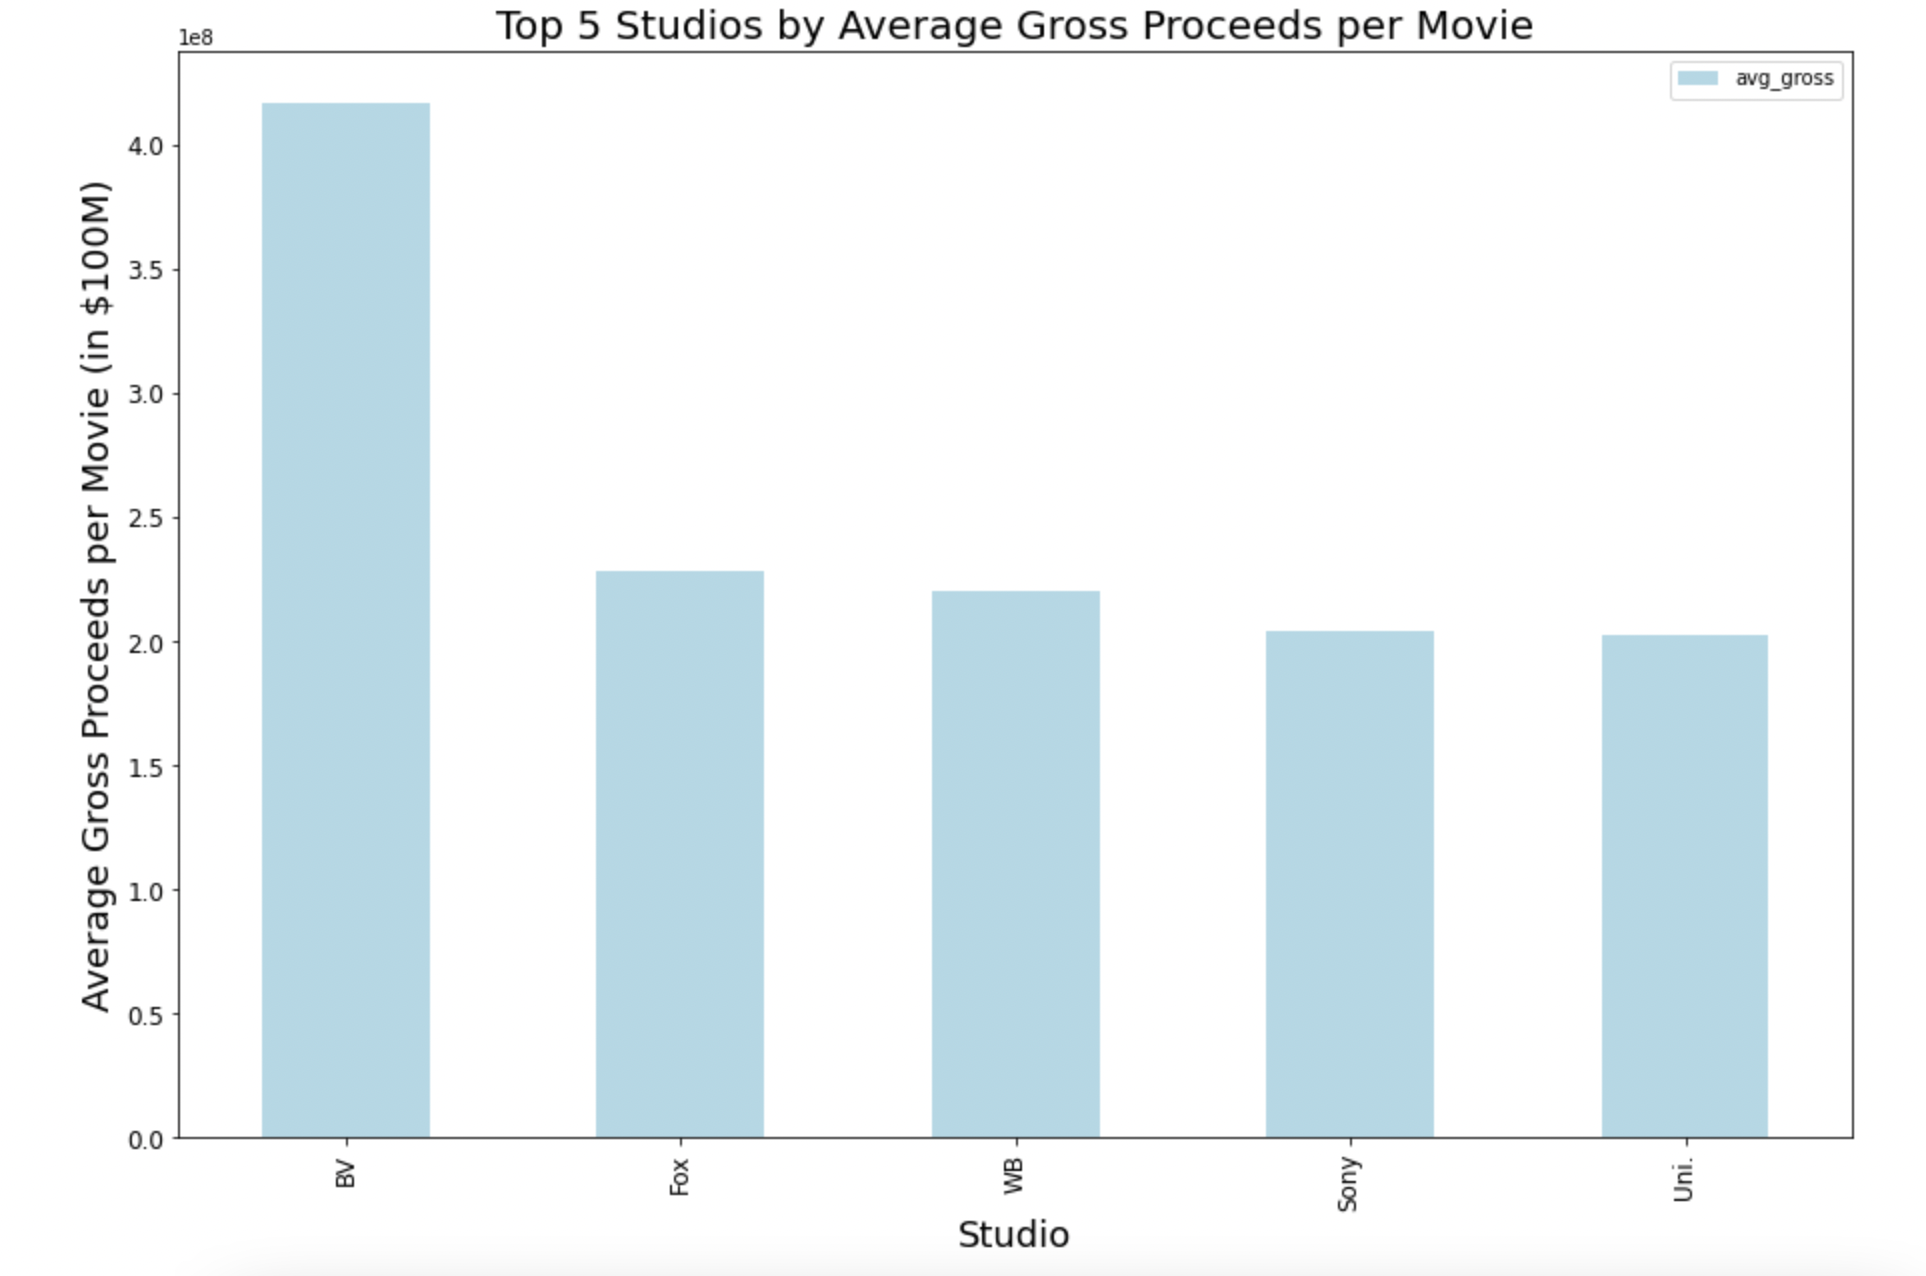 Top 5 Studios by Average Gross Proceeds per Movie
1e8
avg_gross
Average Gross Proceeds per Movie (in $100M)
4.0
3.5
3.0
2.5
2.0
1.5
1.0
0.5
0.0
BV
Fox
WB
Sony
Uni.
Studio